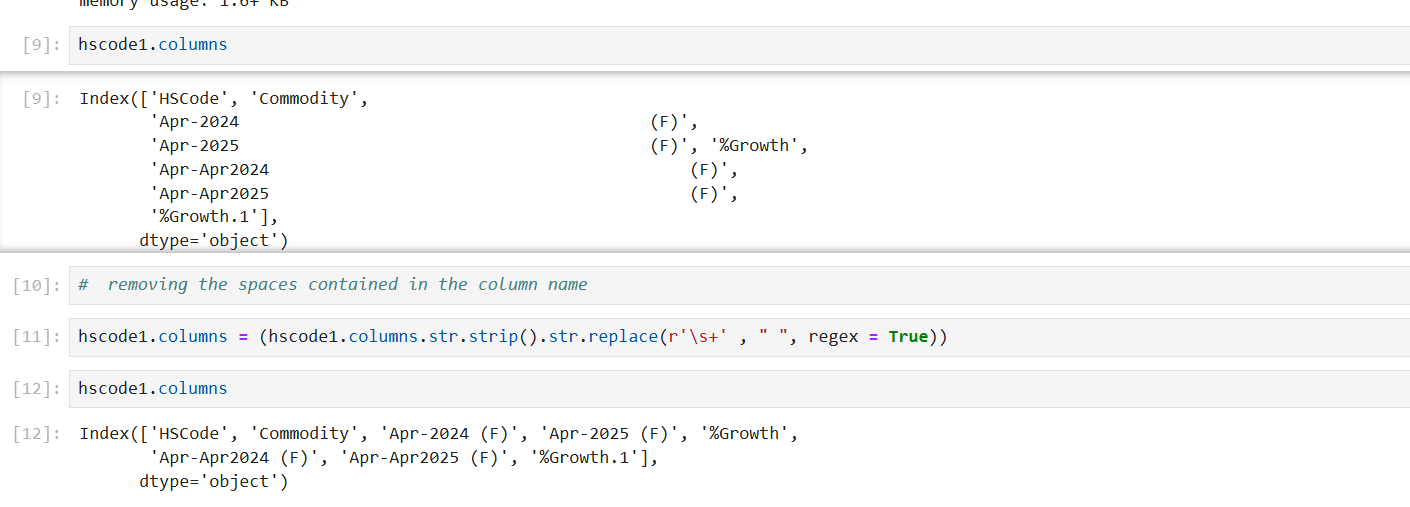 memory usage: 1.6+ KB
[9]: hscode1.columns
[9]: Index(['HSCode', 'Commodity',
'Apr-2024                                         (F)',
'Apr-2025                                         (F)', '%Growth',
'Apr-Apr2024                                          (F)',
'Apr-Apr2025                                          (F)',
'%Growth.1'],
dtype='object')
[10]: #  removing the spaces contained in the column name
[11]: hscode1.columns = (hscode1.columns.str.strip().str.replace(r'\s+' , " ", regex = True))
[12]: hscode1.columns
[12]: Index(['HSCode', 'Commodity', 'Apr-2024 (F)', 'Apr-2025 (F)', '%Growth',
'Apr-Apr2024 (F)', 'Apr-Apr2025 (F)', '%Growth.1'],
dtype='object')